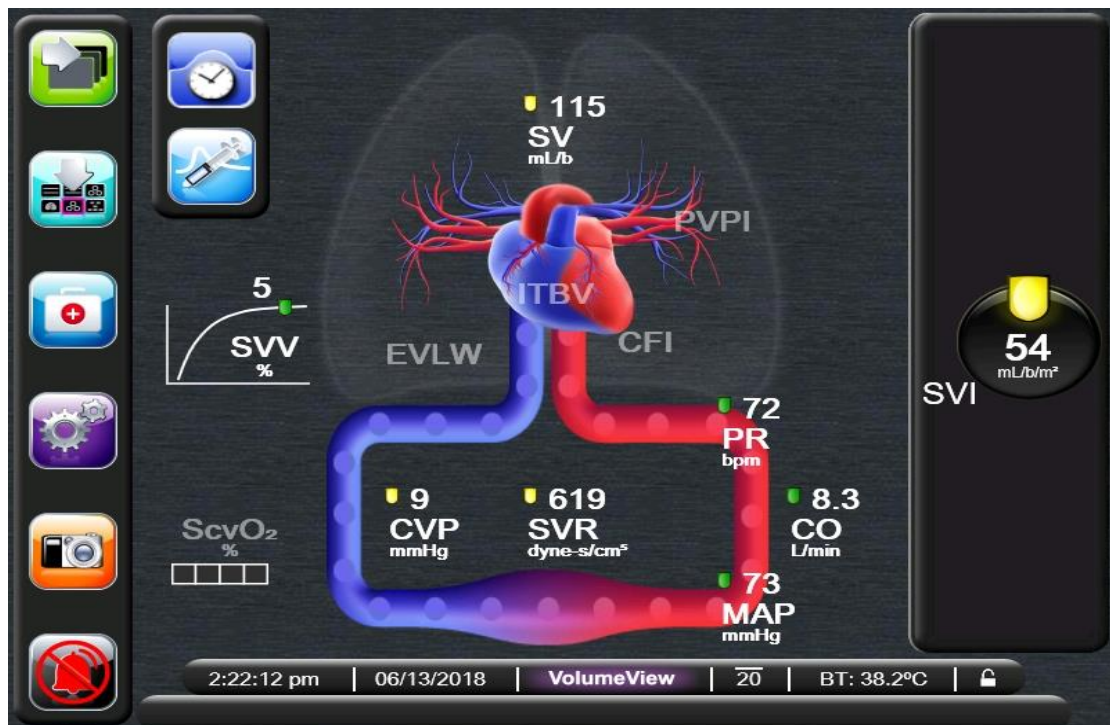 115
SV
mL/b
PVPI
ITBV
CFI
EVLW
5
SVV
%
72
PR
bpm
9
CVP
mmHg
619
SVR
dyne-s/cm⁵
8.3
CO
L/min
ScvO₂
%
73
MAP
mmHg
54
mL/b/m²
SVI
2:22:12 pm | 06/13/2018 | VolumeView | 20 | BT: 38.2ºC